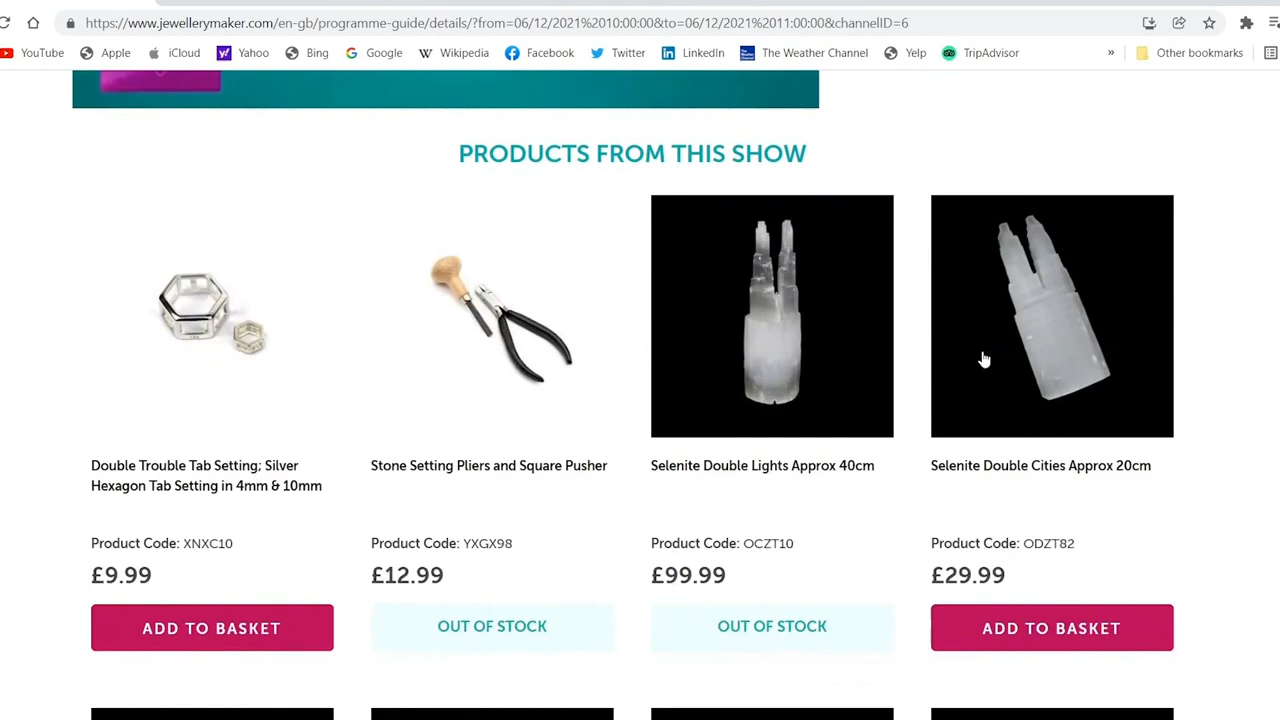 https://www.jewellerymaker.com/en-gb/programme-guide/details/?from=06/12/2021%2010:00:00&to=06/12/2021%2011:00:00&channelID=6
YouTube Apple iCloud Yahoo Bing Google Wikipedia Facebook Twitter LinkedIn The Weather Channel Yelp TripAdvisor » Other bookmarks
PRODUCTS FROM THIS SHOW
Double Trouble Tab Setting; Silver
Hexagon Tab Setting in 4mm & 10mm
Product Code: XNXC10
£9.99
ADD TO BASKET
Stone Setting Pliers and Square Pusher
Product Code: YXGX98
£12.99
OUT OF STOCK
Selenite Double Lights Approx 40cm
Product Code: OCZT10
£99.99
OUT OF STOCK
Selenite Double Cities Approx 20cm
Product Code: ODZT82
£29.99
ADD TO BASKET